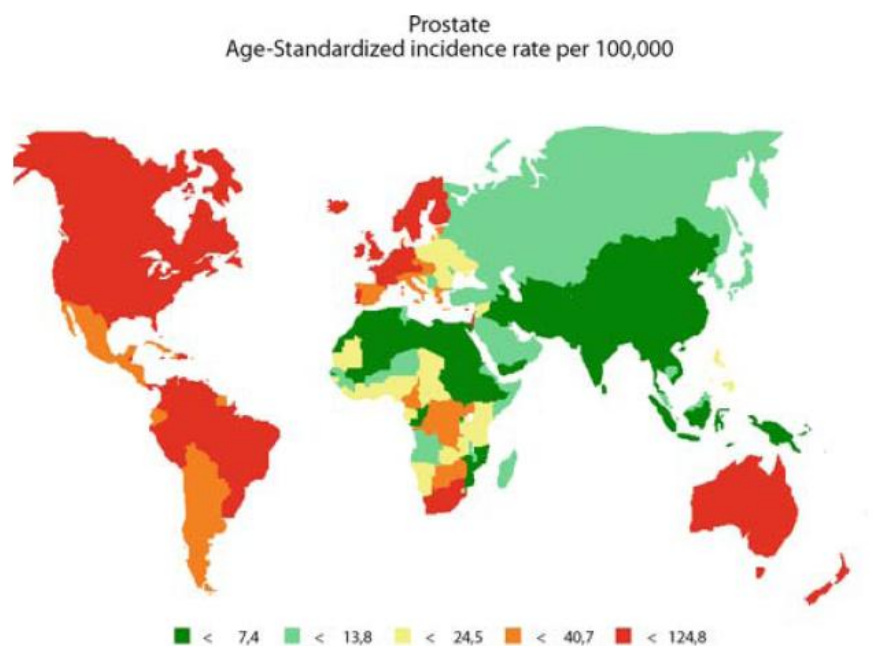 Prostate
Age-Standardized incidence rate per 100,000
< 7,4 < 13,8 < 24,5 < 40,7 < 124,8